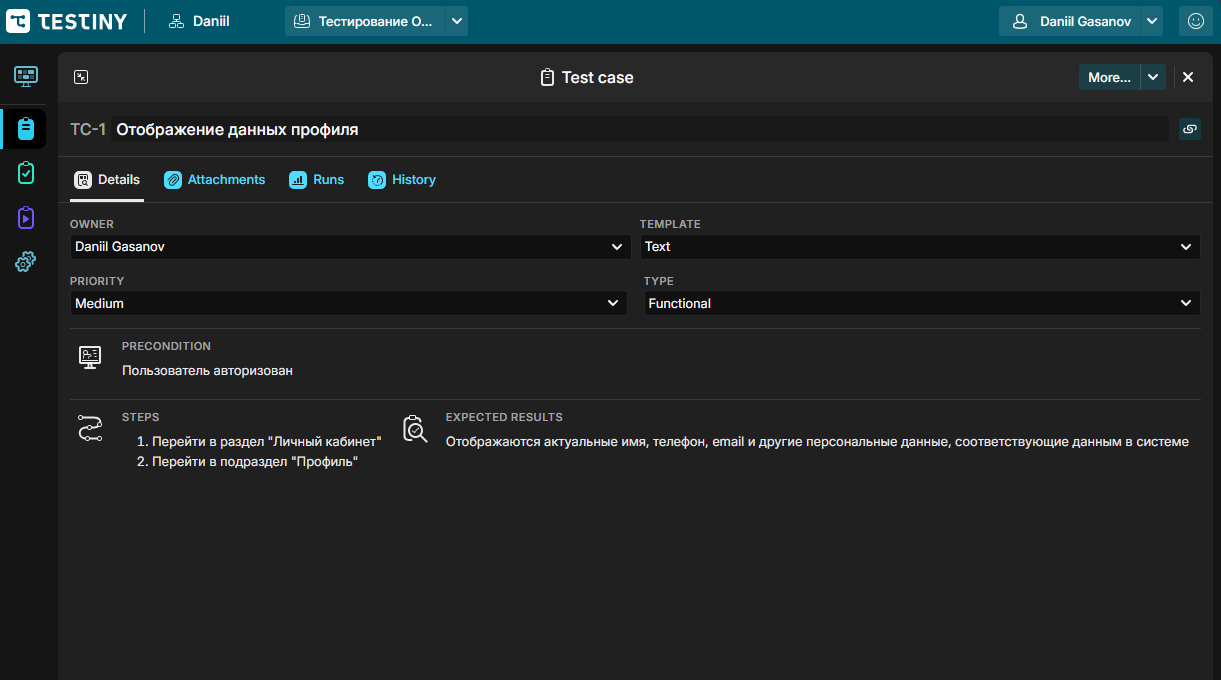 TESTINY
Daniil
Тестирование О...
Daniil Gasanov
Test case
More...
TC-1 Отображение данных профиля
Details
Attachments
Runs
History
OWNER
Daniil Gasanov
TEMPLATE
Text
PRIORITY
Medium
TYPE
Functional
PRECONDITION
Пользователь авторизован
STEPS
1. Перейти в раздел "Личный кабинет"
2. Перейти в подраздел "Профиль"
EXPECTED RESULTS
Отображаются актуальные имя, телефон, email и другие персональные данные, соответствующие данным в системе